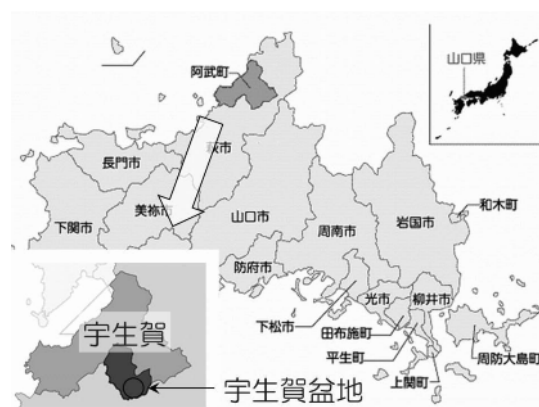 阿武町
山口県
萩市
長門市
美祢市
下関市
山口市
周南市
岩国市
和木町
防府市
光市
柳井市
下松市
田布施町
平生町
上関町
周防大島町
宇生賀
宇生賀盆地